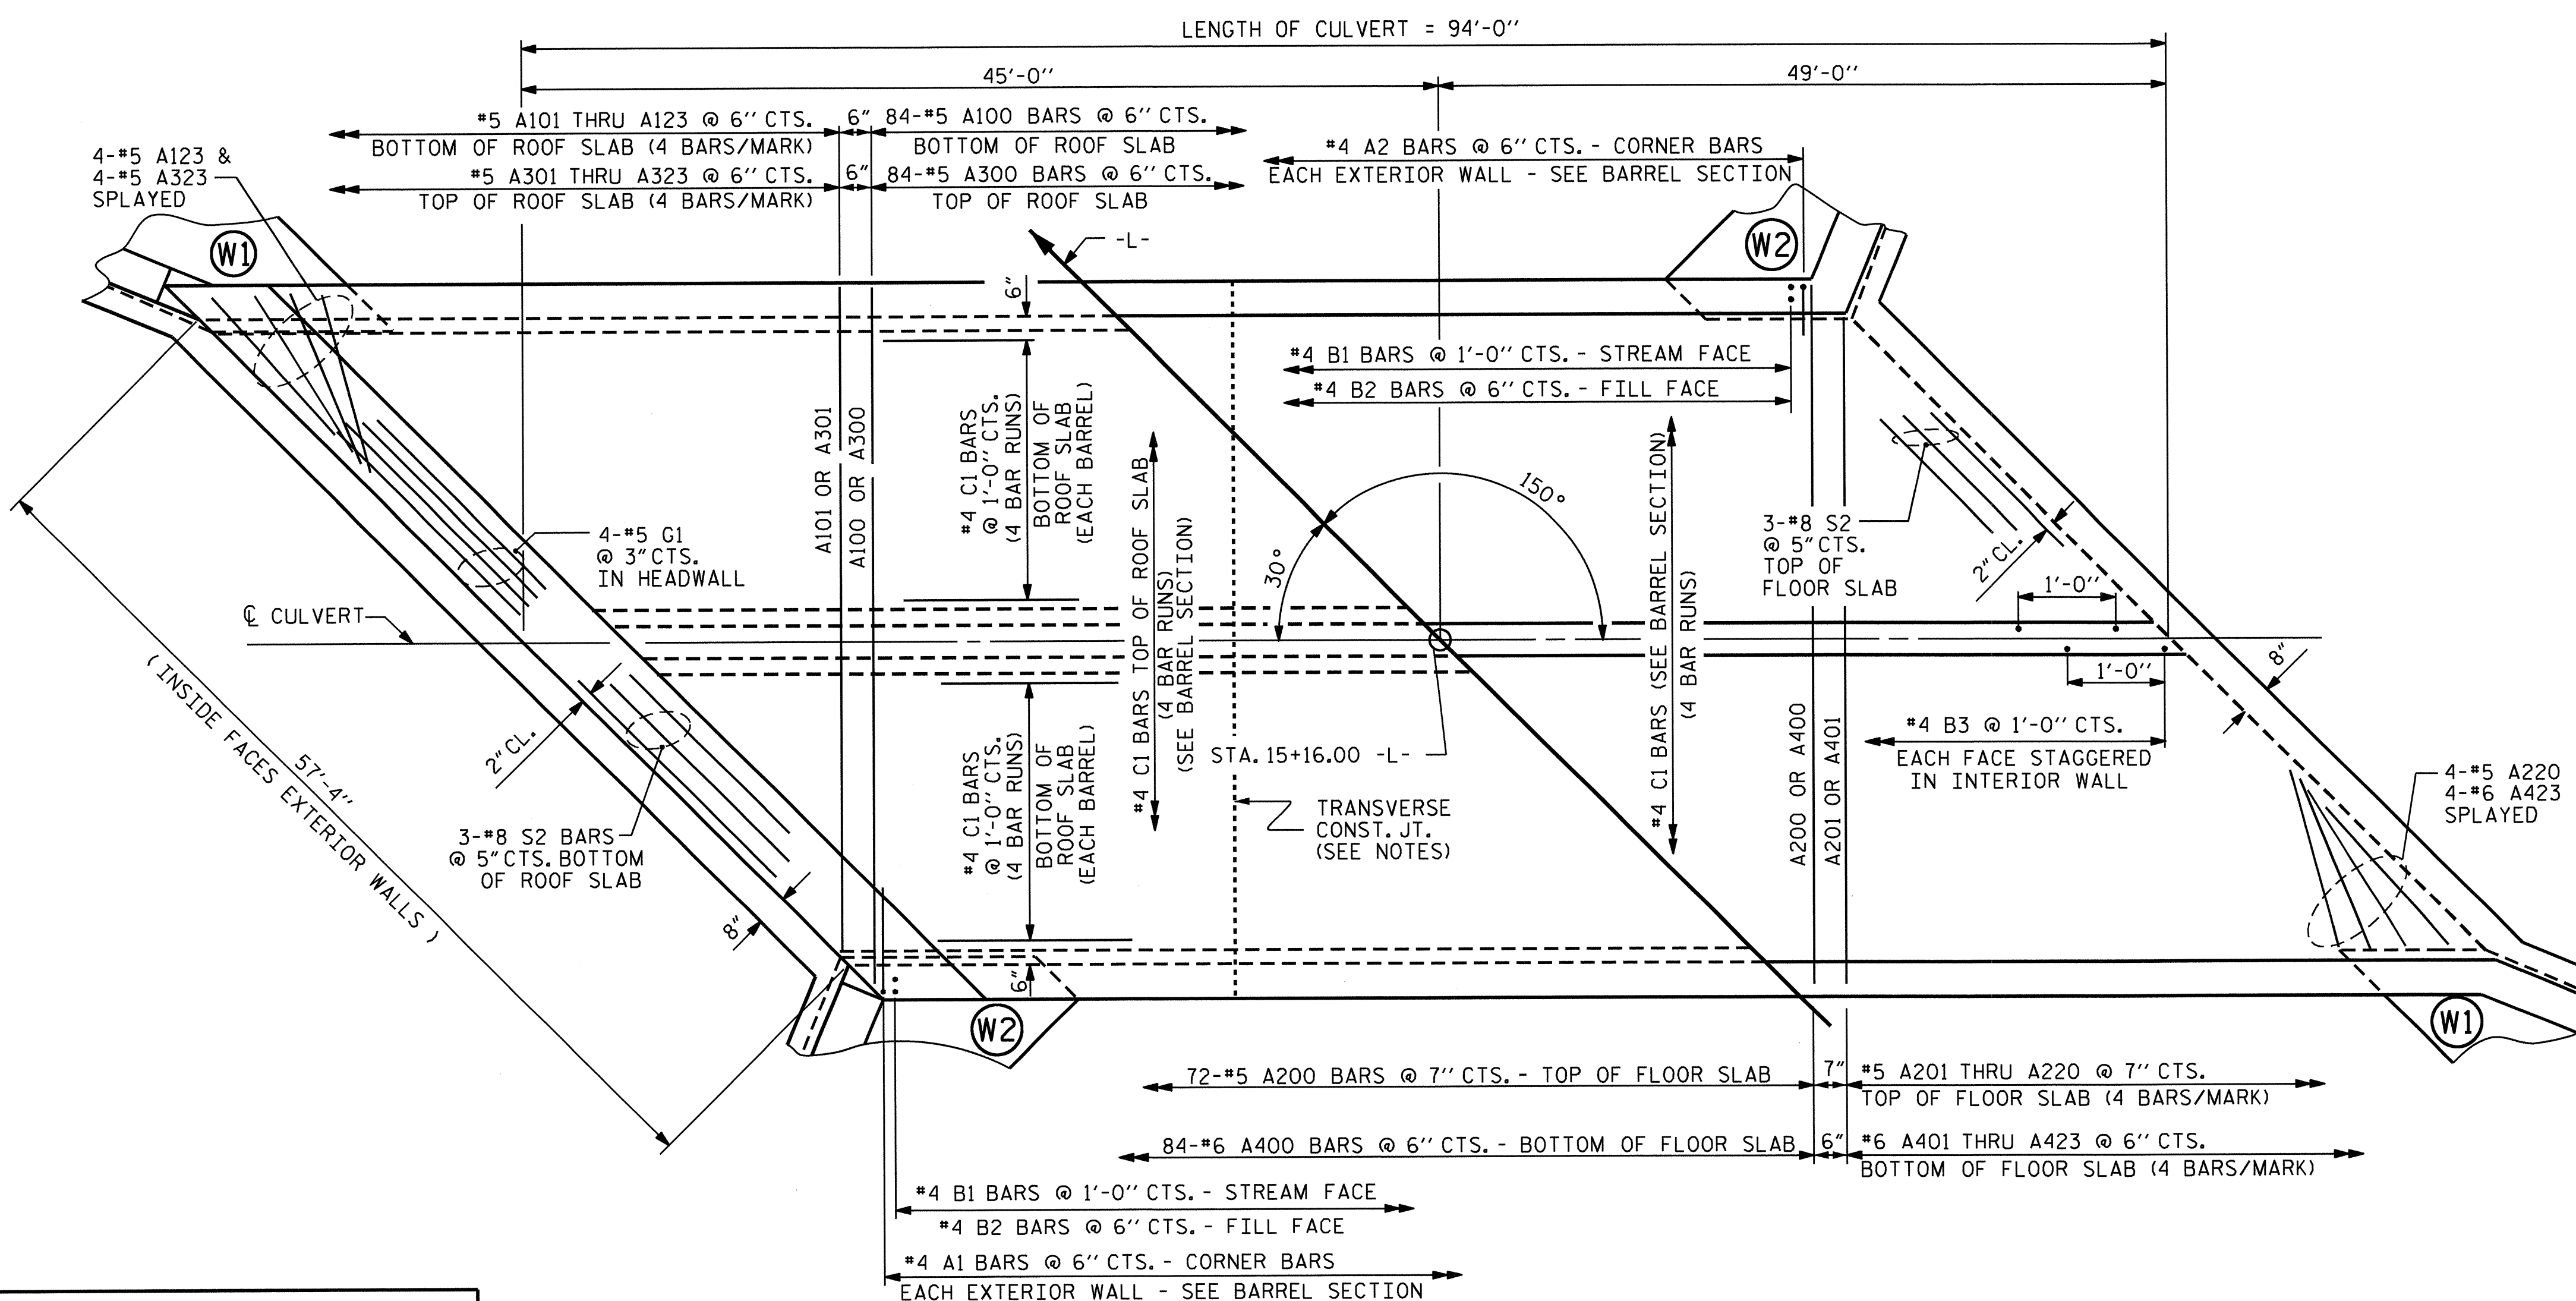 LENGTH OF CULVERT = 94'-0''
45'-0''
49'-0''
#5 A101 THRU A123 @ 6'' CTS.
BOTTOM OF ROOF SLAB (4 BARS/MARK)
6''
84-#5 A100 BARS @ 6'' CTS.
BOTTOM OF ROOF SLAB
#5 A301 THRU A323 @ 6'' CTS.
TOP OF ROOF SLAB (4 BARS/MARK)
6''
84-#5 A300 BARS @ 6'' CTS.
TOP OF ROOF SLAB
#4 A2 BARS @ 6'' CTS. - CORNER BARS
EACH EXTERIOR WALL - SEE BARREL SECTION
4-#5 A123 &
4-#5 A323
SPLAYED
W1
-L-
W2
6''
#4 B1 BARS @ 1'-0'' CTS. - STREAM FACE
#4 B2 BARS @ 6'' CTS. - FILL FACE
A101 OR A301
A100 OR A300
#4 C1 BARS
@ 1'-0'' CTS.
(4 BAR RUNS)
BOTTOM OF
ROOF SLAB
(EACH BARREL)
#4 C1 BARS TOP OF ROOF SLAB
(4 BAR RUNS)
(SEE BARREL SECTION)
30°
150°
#4 C1 BARS (SEE BARREL SECTION)
(4 BAR RUNS)
3-#8 S2
@ 5'' CTS.
TOP OF
FLOOR SLAB
2'' CL.
1'-0''
4-#5 G1
@ 3'' CTS.
IN HEADWALL
℄ CULVERT
1'-0''
8''
57'-4''
( INSIDE FACES EXTERIOR WALLS )
2'' CL.
3-#8 S2 BARS
@ 5'' CTS. BOTTOM
OF ROOF SLAB
8''
#4 C1 BARS
@ 1'-0'' CTS.
(4 BAR RUNS)
BOTTOM OF
ROOF SLAB
(EACH BARREL)
STA. 15+16.00 -L-
TRANSVERSE
CONST. JT.
(SEE NOTES)
A200 OR A400
A201 OR A401
#4 B3 @ 1'-0'' CTS.
EACH FACE STAGGERED
IN INTERIOR WALL
4-#5 A220
4-#6 A423
SPLAYED
6''
W2
W1
72-#5 A200 BARS @ 7'' CTS. - TOP OF FLOOR SLAB
7''
#5 A201 THRU A220 @ 7'' CTS.
TOP OF FLOOR SLAB (4 BARS/MARK)
84-#6 A400 BARS @ 6'' CTS. - BOTTOM OF FLOOR SLAB
6''
#6 A401 THRU A423 @ 6'' CTS.
BOTTOM OF FLOOR SLAB (4 BARS/MARK)
#4 B1 BARS @ 1'-0'' CTS. - STREAM FACE
#4 B2 BARS @ 6'' CTS. - FILL FACE
#4 A1 BARS @ 6'' CTS. - CORNER BARS
EACH EXTERIOR WALL - SEE BARREL SECTION